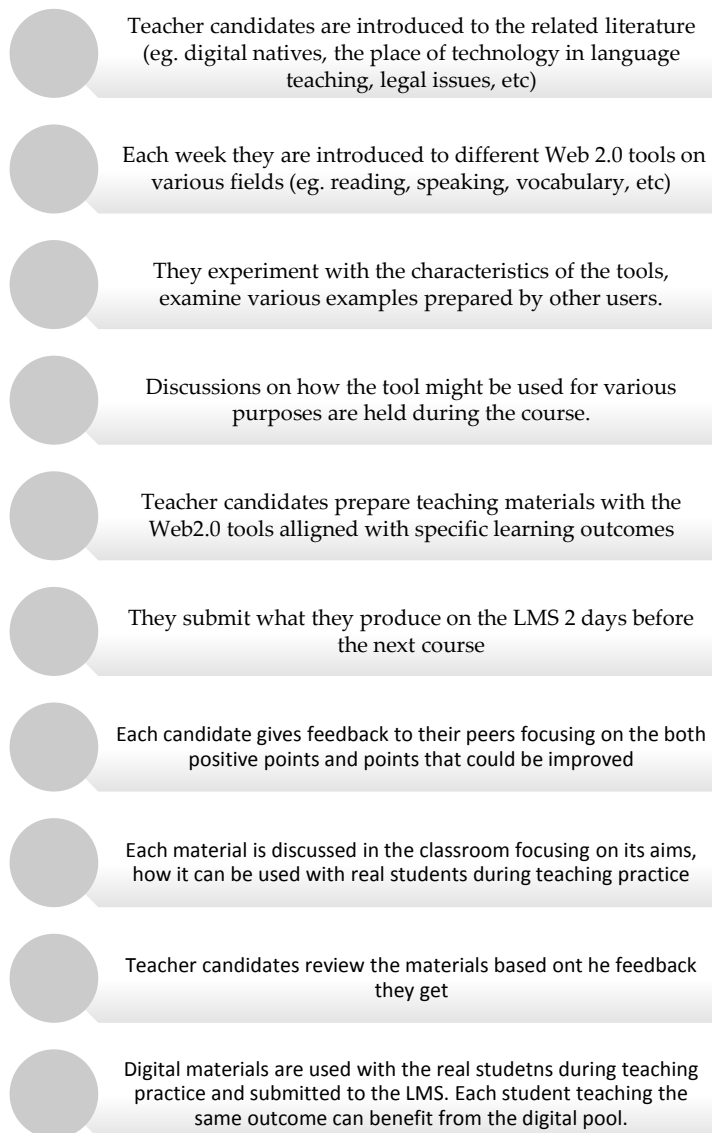 Teacher candidates are introduced to the related literature
(eg. digital natives, the place of technology in language
teaching, legal issues, etc)
Each week they are introduced to different Web 2.0 tools on
various fields (eg. reading, speaking, vocabulary, etc)
They experiment with the characteristics of the tools,
examine various examples prepared by other users.
Discussions on how the tool might be used for various
purposes are held during the course.
Teacher candidates prepare teaching materials with the
Web2.0 tools alligned with specific learning outcomes
They submit what they produce on the LMS 2 days before
the next course
Each candidate gives feedback to their peers focusing on the both
positive points and points that could be improved
Each material is discussed in the classroom focusing on its aims,
how it can be used with real students during teaching practice
Teacher candidates review the materials based ont he feedback
they get
Digital materials are used with the real studetns during teaching
practice and submitted to the LMS. Each student teaching the
same outcome can benefit from the digital pool.